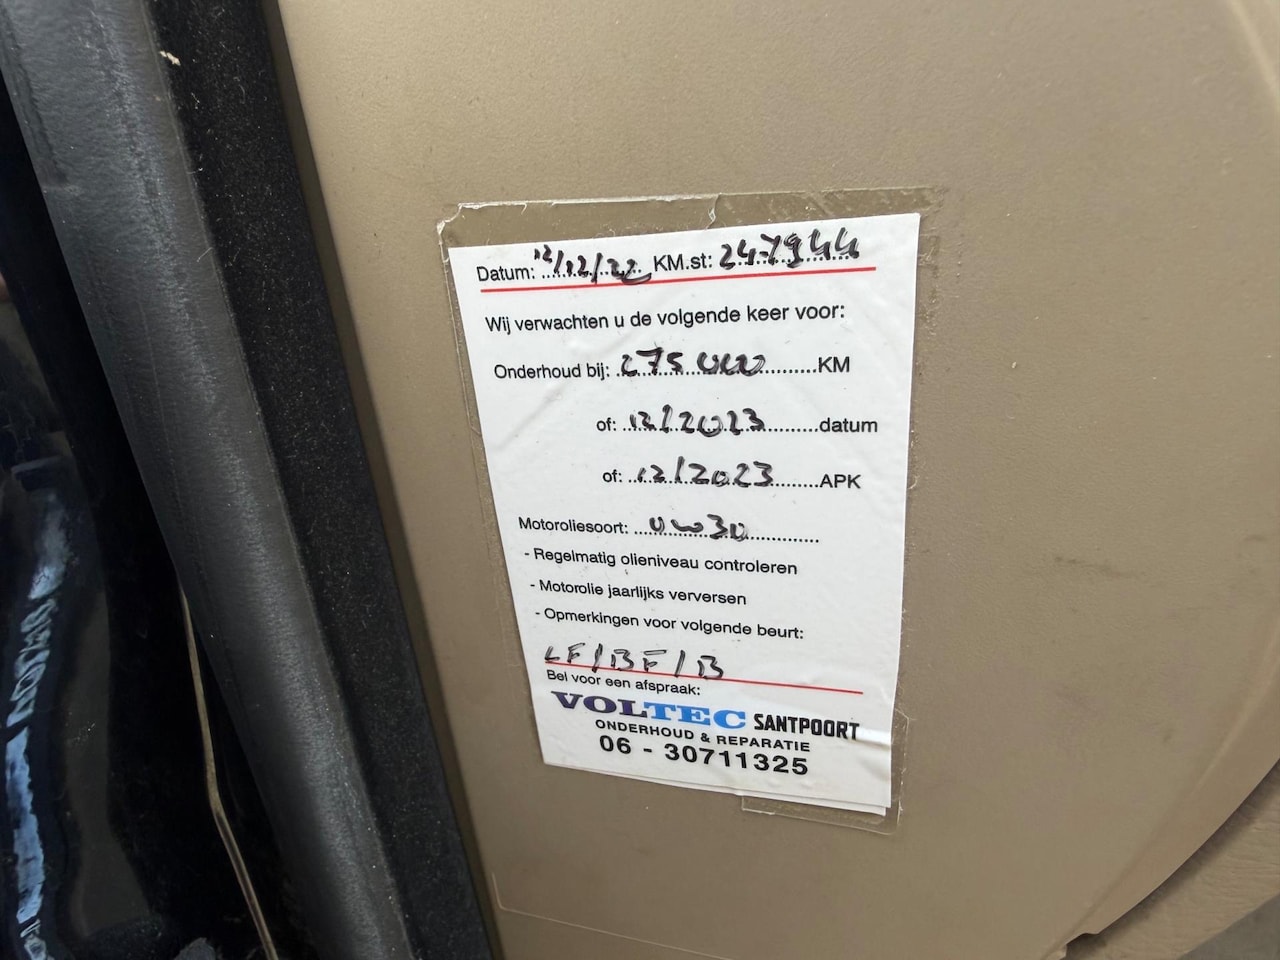 Datum: 12/12/22 KM.st: 247944
Wij verwachten u de volgende keer voor:
Onderhoud bij: 275000 KM
of: 12/2023 datum
of: 12/2023 APK
Motoroliesoort: 0W30
- Regelmatig olieniveau controleren
- Motorolie jaarlijks verversen
- Opmerkingen voor volgende beurt:
LF/BF/B
Bel voor een afspraak:
VOLTEC SANTPOORT
ONDERHOUD & REPARATIE
06 - 30711325